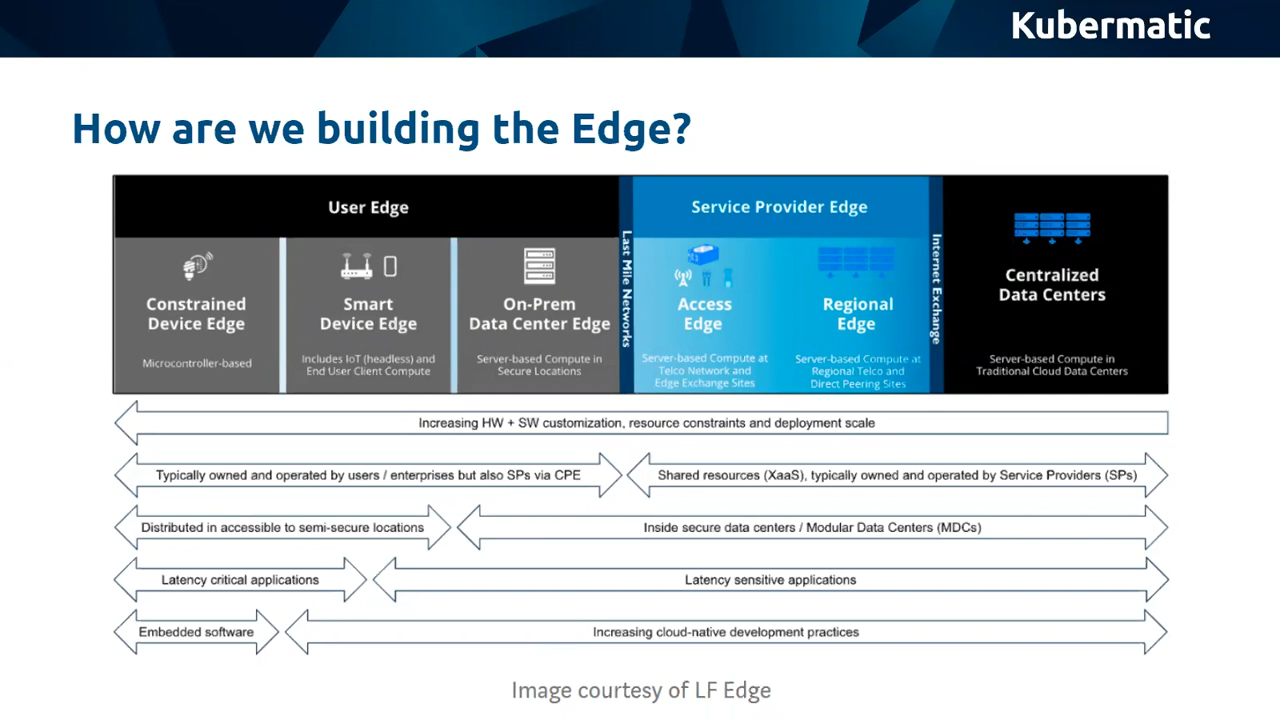 Kubermatic
How are we building the Edge?
User Edge
Service Provider Edge
Constrained
Device Edge
Microcontroller-based
Smart
Device Edge
Includes IoT (headless) and
End User Client Compute
On-Prem
Data Center Edge
Server-based Compute in
Secure Locations
Last Mile Networks
Access
Edge
Server-based Compute at
Telco Network and
Edge Exchange Sites
Regional
Edge
Server-based Compute at
Regional Telco and
Direct Peering Sites
Internet Exchange
Centralized
Data Centers
Server-based Compute in
Traditional Cloud Data Centers
Increasing HW + SW customization, resource constraints and deployment scale
Typically owned and operated by users / enterprises but also SPs via CPE
Shared resources (XaaS), typically owned and operated by Service Providers (SPs)
Distributed in accessible to semi-secure locations
Inside secure data centers / Modular Data Centers (MDCs)
Latency critical applications
Latency sensitive applications
Embedded software
Increasing cloud-native development practices
Image courtesy of LF Edge